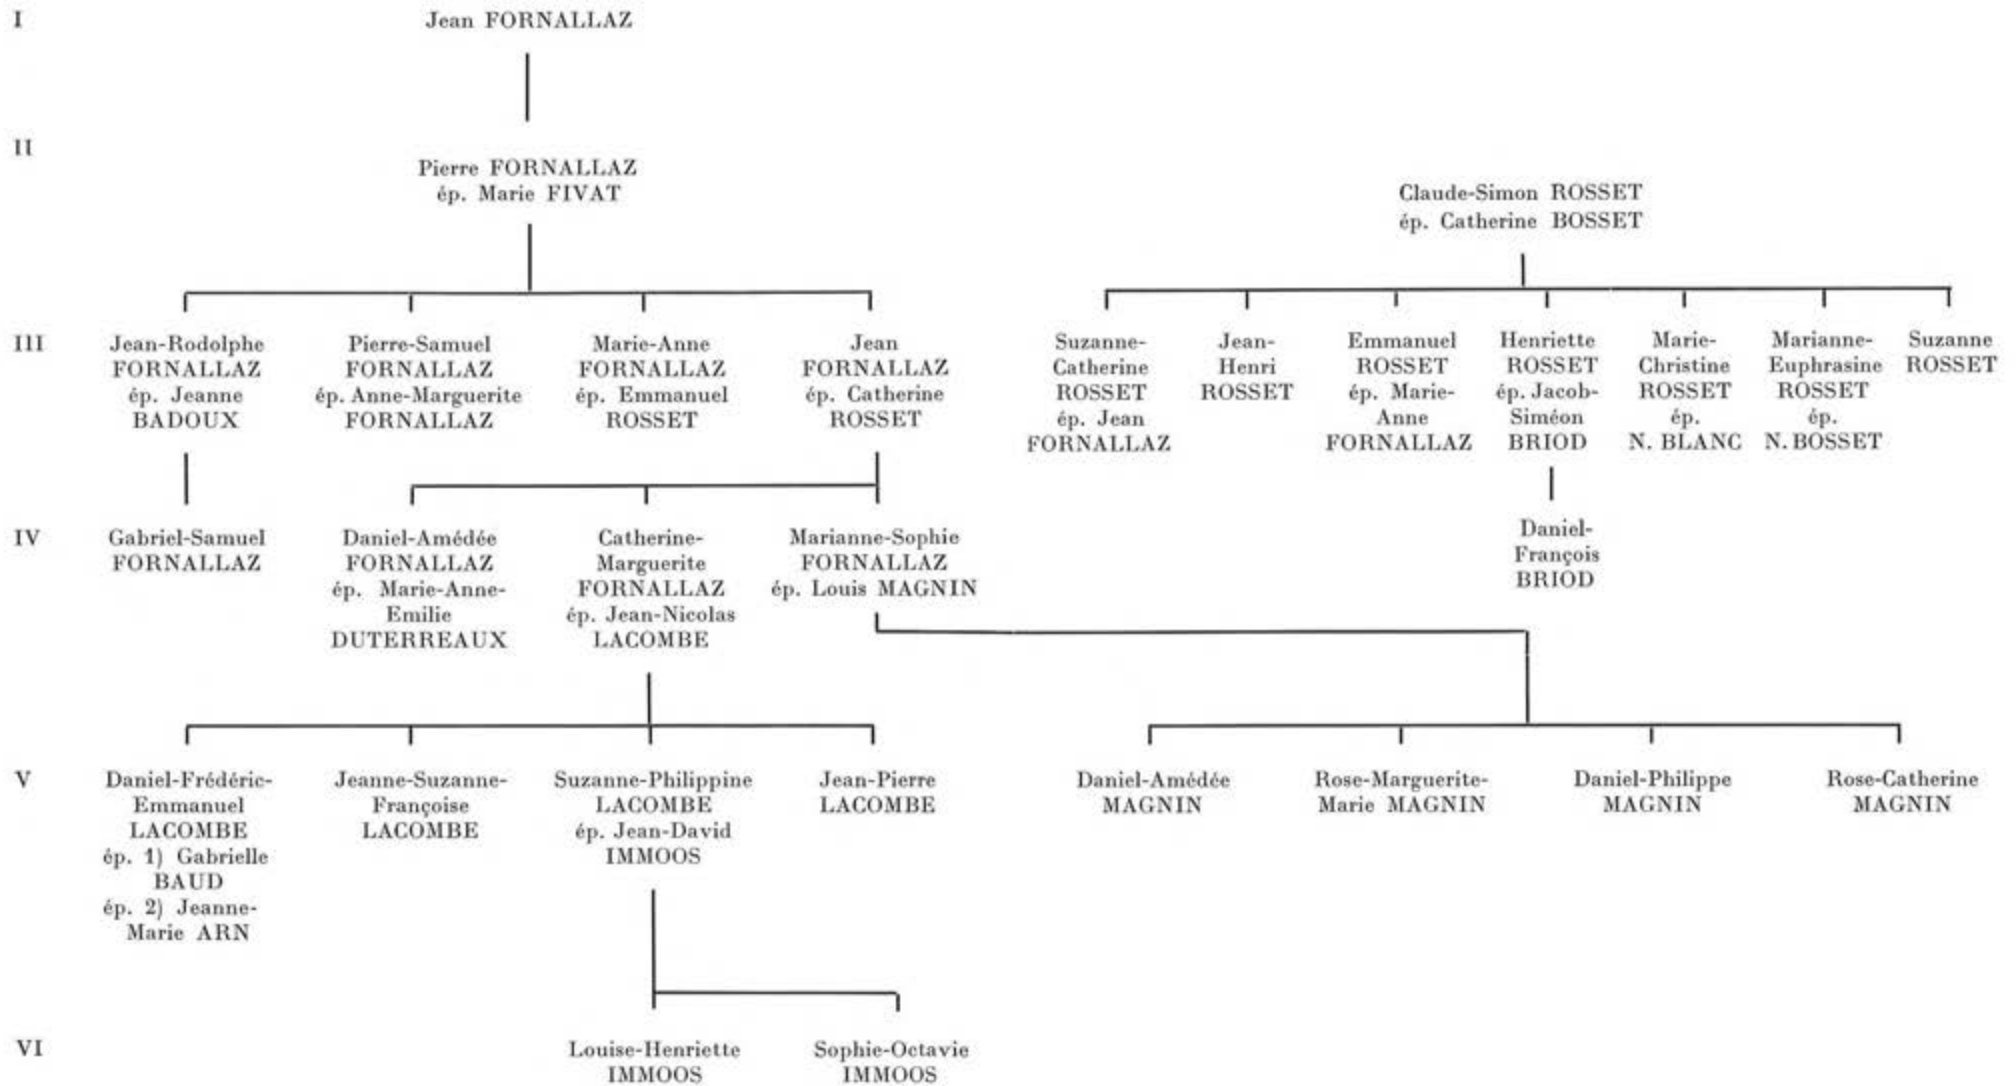 I
Jean FORNALLAZ
II
Pierre FORNALLAZ
ép. Marie FIVAT
Claude-Simon ROSSET
ép. Catherine BOSSET
III
Jean-Rodolphe
FORNALLAZ
ép. Jeanne
BADOUX
Pierre-Samuel
FORNALLAZ
ép. Anne-Marguerite
FORNALLAZ
Marie-Anne
FORNALLAZ
ép. Emmanuel
ROSSET
Jean
FORNALLAZ
ép. Catherine
ROSSET
Suzanne-
Catherine
ROSSET
ép. Jean
FORNALLAZ
Jean-
Henri
ROSSET
Emmanuel
ROSSET
ép. Marie-
Anne
FORNALLAZ
Henriette
ROSSET
ép. Jacob-
Siméon
BRIOD
Marie-
Christine
ROSSET
ép.
N. BLANC
Marianne-
Euphrasine
ROSSET
ép.
N. BOSSET
Suzanne
ROSSET
IV
Gabriel-Samuel
FORNALLAZ
Daniel-Amédée
FORNALLAZ
ép. Marie-Anne-
Emilie
DUTERREAUX
Catherine-
Marguerite
FORNALLAZ
ép. Jean-Nicolas
LACOMBE
Marianne-Sophie
FORNALLAZ
ép. Louis MAGNIN
Daniel-
François
BRIOD
V
Daniel-Frédéric-
Emmanuel
LACOMBE
ép. 1) Gabrielle
BAUD
ép. 2) Jeanne-
Marie ARN
Jeanne-Suzanne-
Françoise
LACOMBE
Suzanne-Philippine
LACOMBE
ép. Jean-David
IMMOOS
Jean-Pierre
LACOMBE
Daniel-Amédée
MAGNIN
Rose-Marguerite-
Marie MAGNIN
Daniel-Philippe
MAGNIN
Rose-Catherine
MAGNIN
VI
Louise-Henriette
IMMOOS
Sophie-Octavie
IMMOOS